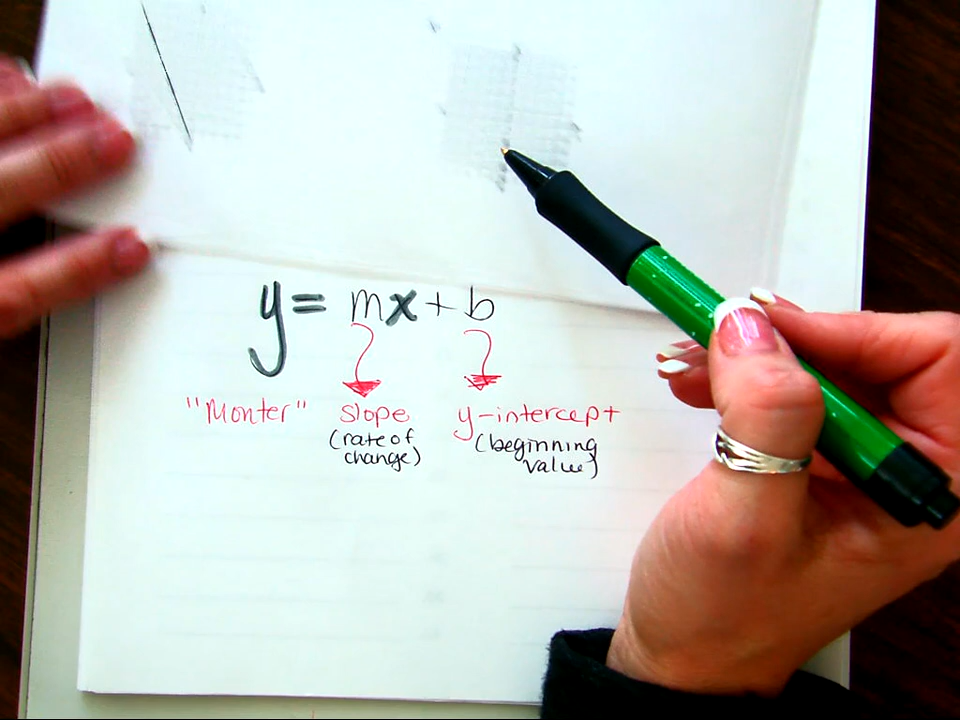 y = mx + b
"Monter" slope y-intercept
(rate of change) (beginning value)